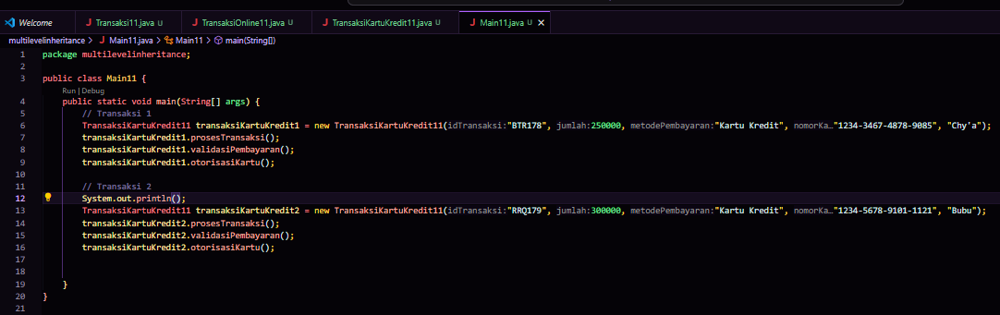 Welcome Transaksi11.java U TransaksiOnline11.java U TransaksiKartuKredit11.java U Main11.java U ✕
multilevelinheritance > Main11.java > Main11 > main(String[])
1 package multilevelinheritance;
2
3 public class Main11 {
Run | Debug
4 public static void main(String[] args) {
5 // Transaksi 1
6 TransaksiKartuKredit11 transaksiKartuKredit1 = new TransaksiKartuKredit11(idTransaksi:"BTR178", jumlah:250000, metodePembayaran:"Kartu Kredit", nomorKa…"1234-3467-4878-9085", "Chy'a");
7 transaksiKartuKredit1.prosesTransaksi();
8 transaksiKartuKredit1.validasiPembayaran();
9 transaksiKartuKredit1.otorisasiKartu();
10
11 // Transaksi 2
12 System.out.println();
13 TransaksiKartuKredit11 transaksiKartuKredit2 = new TransaksiKartuKredit11(idTransaksi:"RRQ179", jumlah:300000, metodePembayaran:"Kartu Kredit", nomorKa…"1234-5678-9101-1121", "Bubu");
14 transaksiKartuKredit2.prosesTransaksi();
15 transaksiKartuKredit2.validasiPembayaran();
16 transaksiKartuKredit2.otorisasiKartu();
17
18
19 }
20 }
21